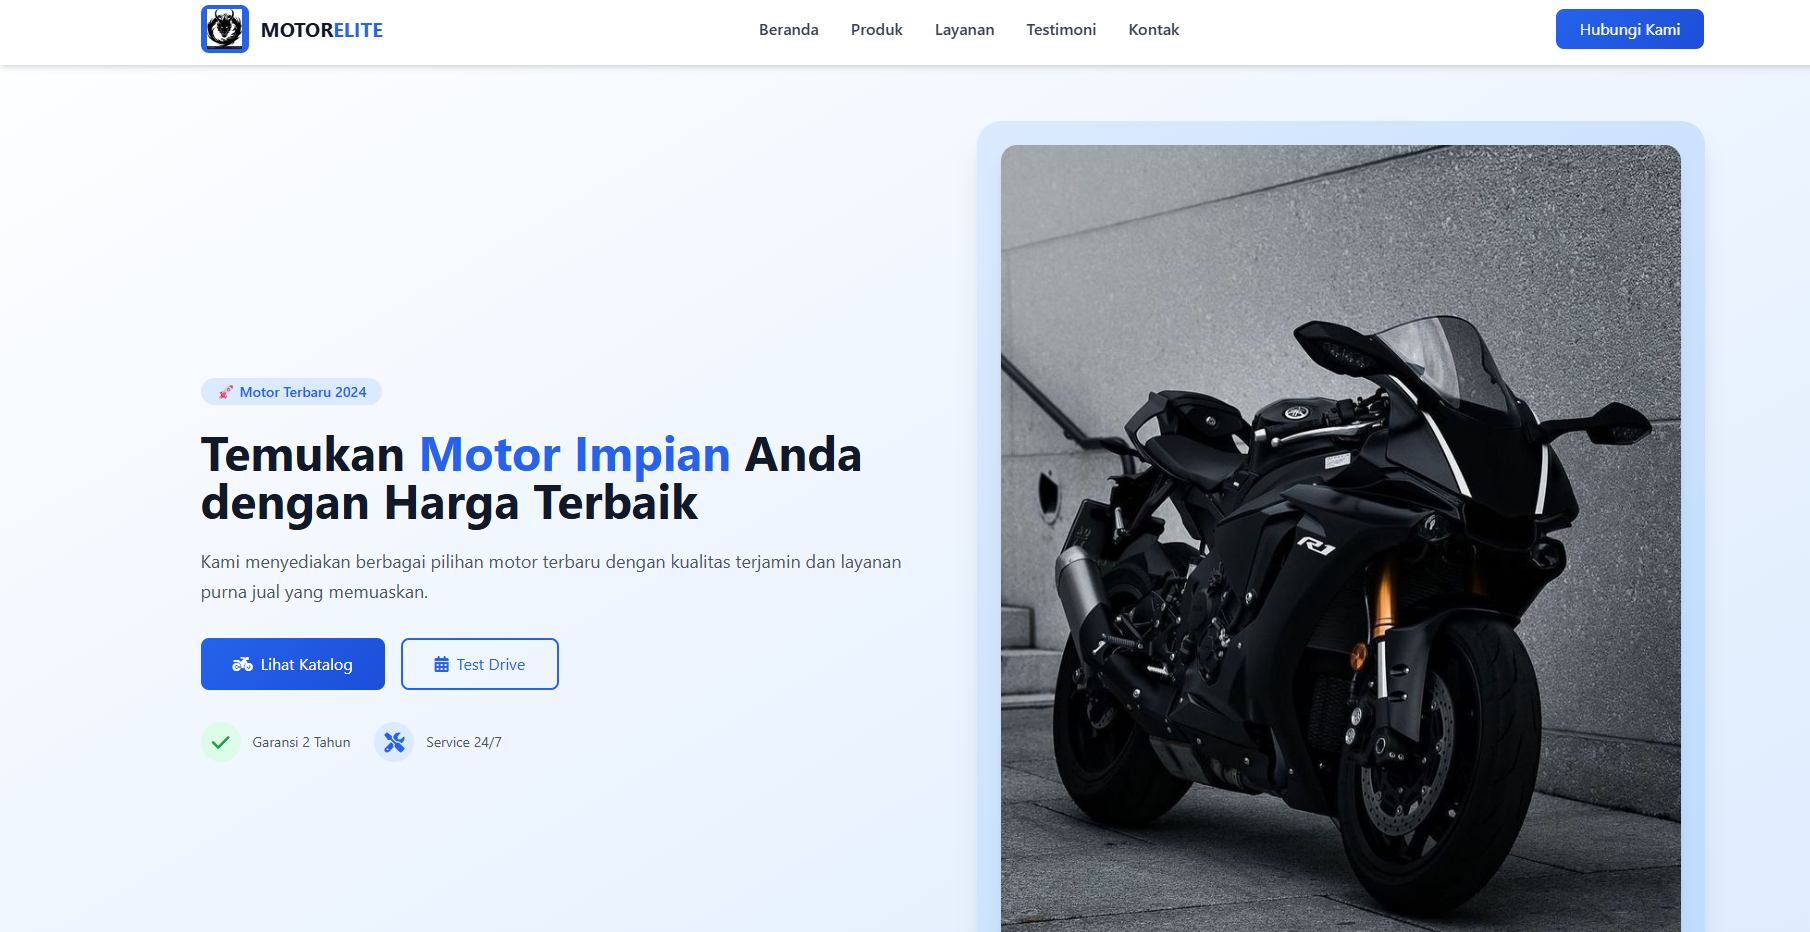 MOTORELITE
Beranda
Produk
Layanan
Testimoni
Kontak
Hubungi Kami
🚀 Motor Terbaru 2024
Temukan Motor Impian Anda
dengan Harga Terbaik
Kami menyediakan berbagai pilihan motor terbaru dengan kualitas terjamin dan layanan
purna jual yang memuaskan.
Lihat Katalog
Test Drive
Garansi 2 Tahun
Service 24/7
R1